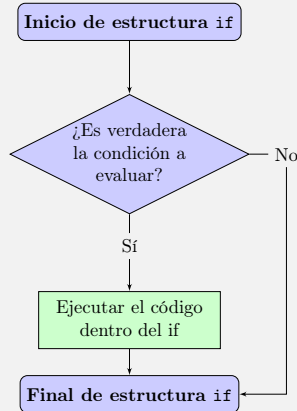 Inicio de estructura if
¿Es verdadera
la condición a
evaluar?
No
Sí
Ejecutar el código
dentro del if
Final de estructura if